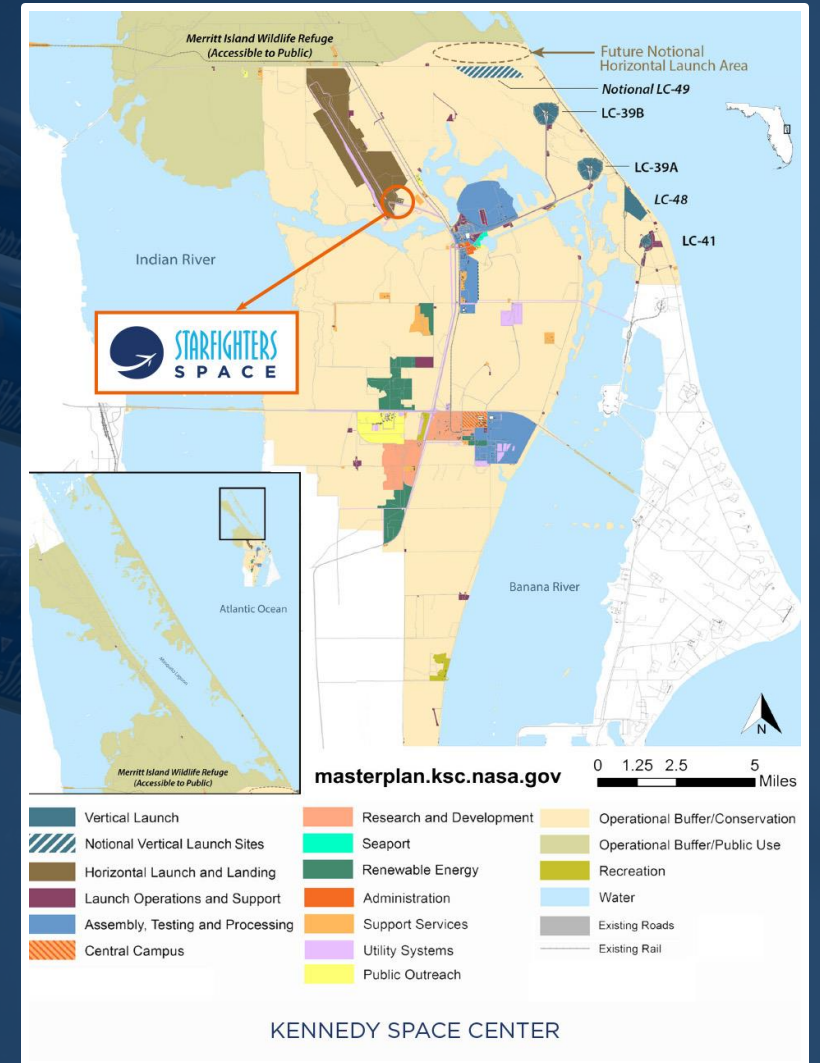 Merritt Island Wildlife Refuge
(Accessible to Public)
Future Notional
Horizontal Launch Area
Notional LC-49
LC-39B
LC-39A
LC-48
LC-41
Indian River
STARFIGHTERS
SPACE
Banana River
Atlantic Ocean
Mosquito Lagoon
Merritt Island Wildlife Refuge
(Accessible to Public)
N
masterplan.ksc.nasa.gov
0 1.25 2.5 5
Miles
Vertical Launch
Notional Vertical Launch Sites
Horizontal Launch and Landing
Launch Operations and Support
Assembly, Testing and Processing
Central Campus
Research and Development
Seaport
Renewable Energy
Administration
Support Services
Utility Systems
Public Outreach
Operational Buffer/Conservation
Operational Buffer/Public Use
Recreation
Water
Existing Roads
Existing Rail
KENNEDY SPACE CENTER